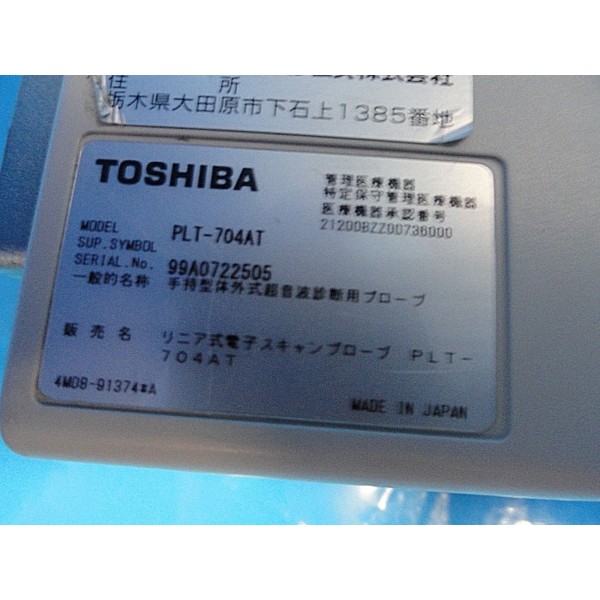 株式会社
住 所
栃木県大田原市下石上1385番地
TOSHIBA
管理医療機器
特定保守管理医療機器
医療機器承認番号
21200BZZ00736000
MODEL PLT-704AT
SUP. SYMBOL
SERIAL.No. 99A0722505
一般的名称 手持型体外式超音波診断用プローブ
販売名 リニア式電子スキャンプローブ PLT-
704AT
4MD8-91374*A
MADE IN JAPAN